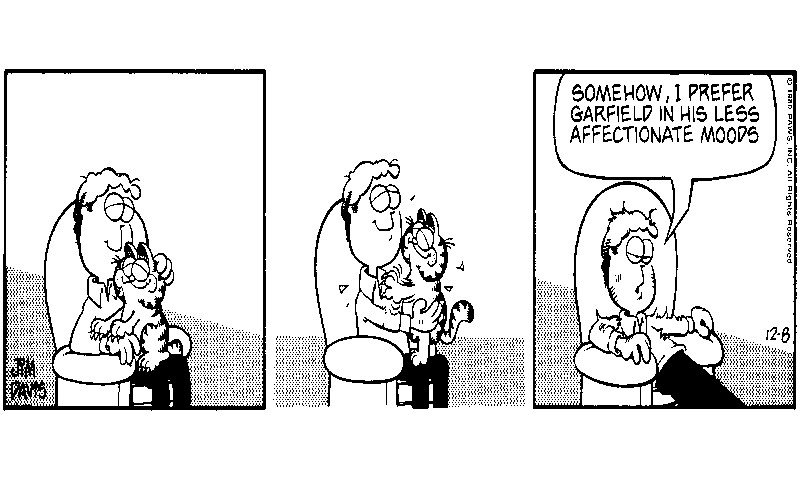 JIM
DAVIS
SOMEHOW, I PREFER
GARFIELD IN HIS LESS
AFFECTIONATE MOODS
PAWS, INC. All Rights Reserved
12-8